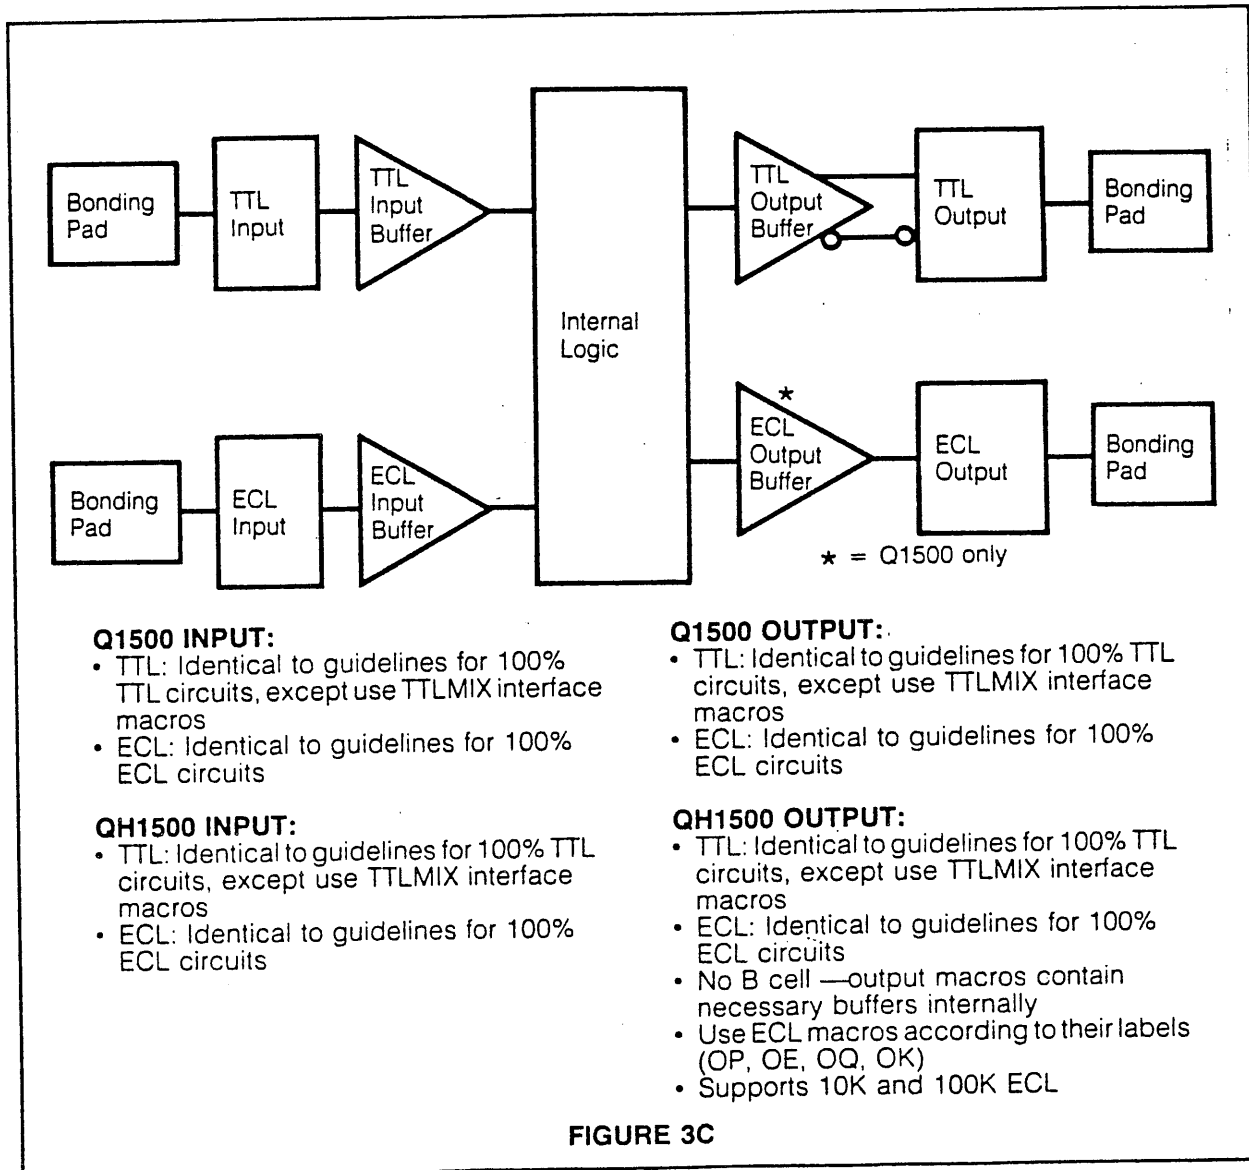 Bonding
Pad
TTL
Input
TTL
Input
Buffer
Internal
Logic
TTL
Output
Buffer
TTL
Output
Bonding
Pad
Bonding
Pad
ECL
Input
ECL
Input
Buffer
*
ECL
Output
Buffer
ECL
Output
Bonding
Pad
* = Q1500 only
Q1500 INPUT:
• TTL: Identical to guidelines for 100%
TTL circuits, except use TTLMIX interface
macros
• ECL: Identical to guidelines for 100%
ECL circuits
QH1500 INPUT:
• TTL: Identical to guidelines for 100% TTL
circuits, except use TTLMIX interface
macros
• ECL: Identical to guidelines for 100%
ECL circuits
Q1500 OUTPUT:
• TTL: Identical to guidelines for 100% TTL
circuits, except use TTLMIX interface
macros
• ECL: Identical to guidelines for 100%
ECL circuits
QH1500 OUTPUT:
• TTL: Identical to guidelines for 100% TTL
circuits, except use TTLMIX interface
macros
• ECL: Identical to guidelines for 100%
ECL circuits
• No B cell —output macros contain
necessary buffers internally
• Use ECL macros according to their labels
(OP, OE, OQ, OK)
• Supports 10K and 100K ECL
FIGURE 3C